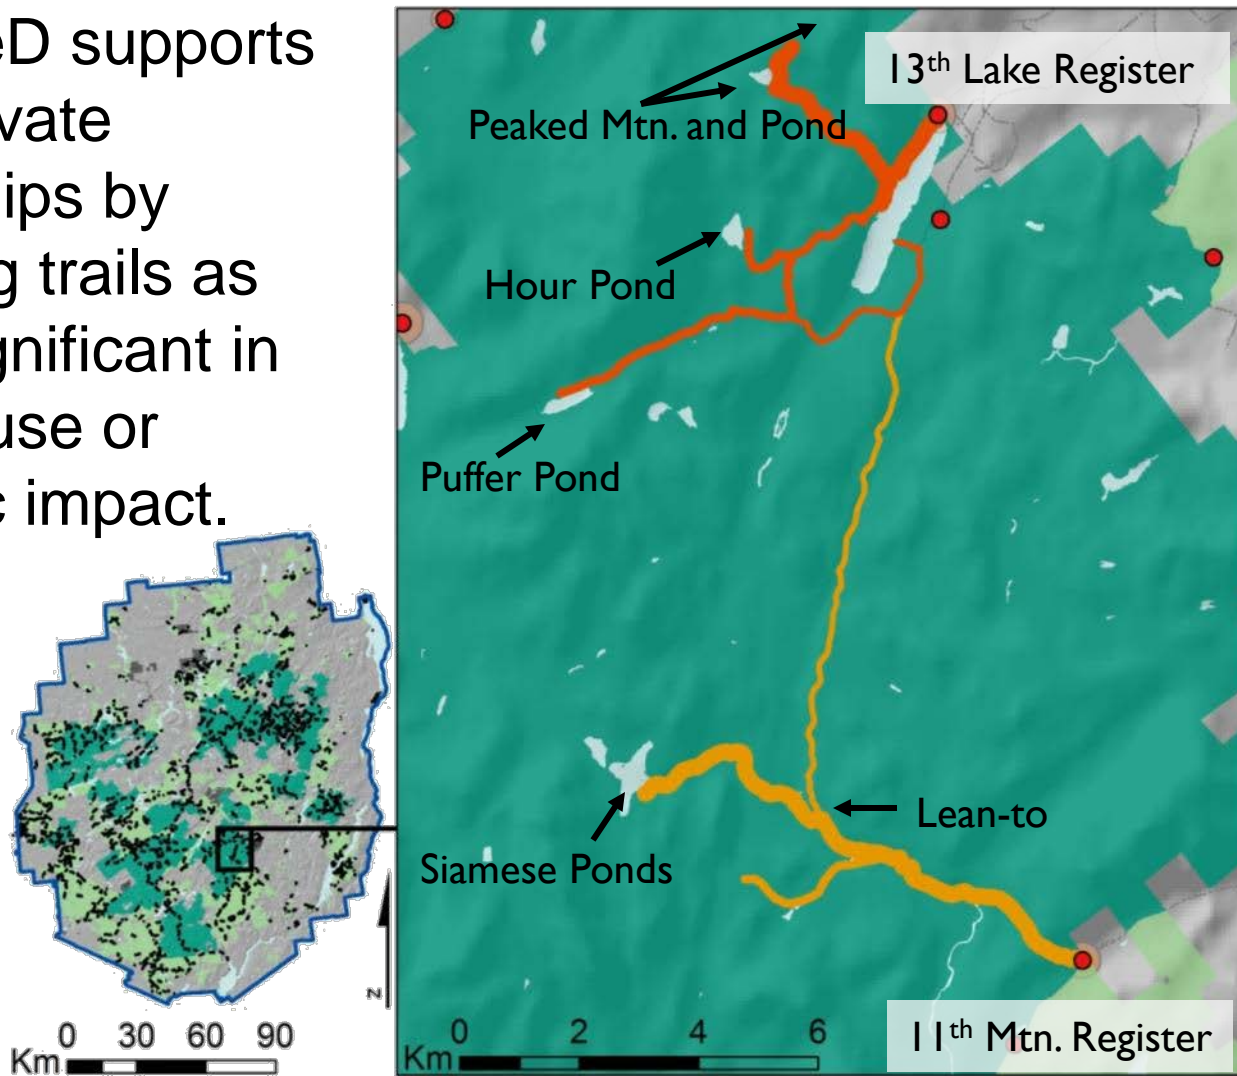 eD supports
vate
ips by
g trails as
gnificant in
use or
c impact.
13th Lake Register
Peaked Mtn. and Pond
Hour Pond
Puffer Pond
Lean-to
Siamese Ponds
11th Mtn. Register
z
0 30 60 90
Km
0 2 4 6
Km